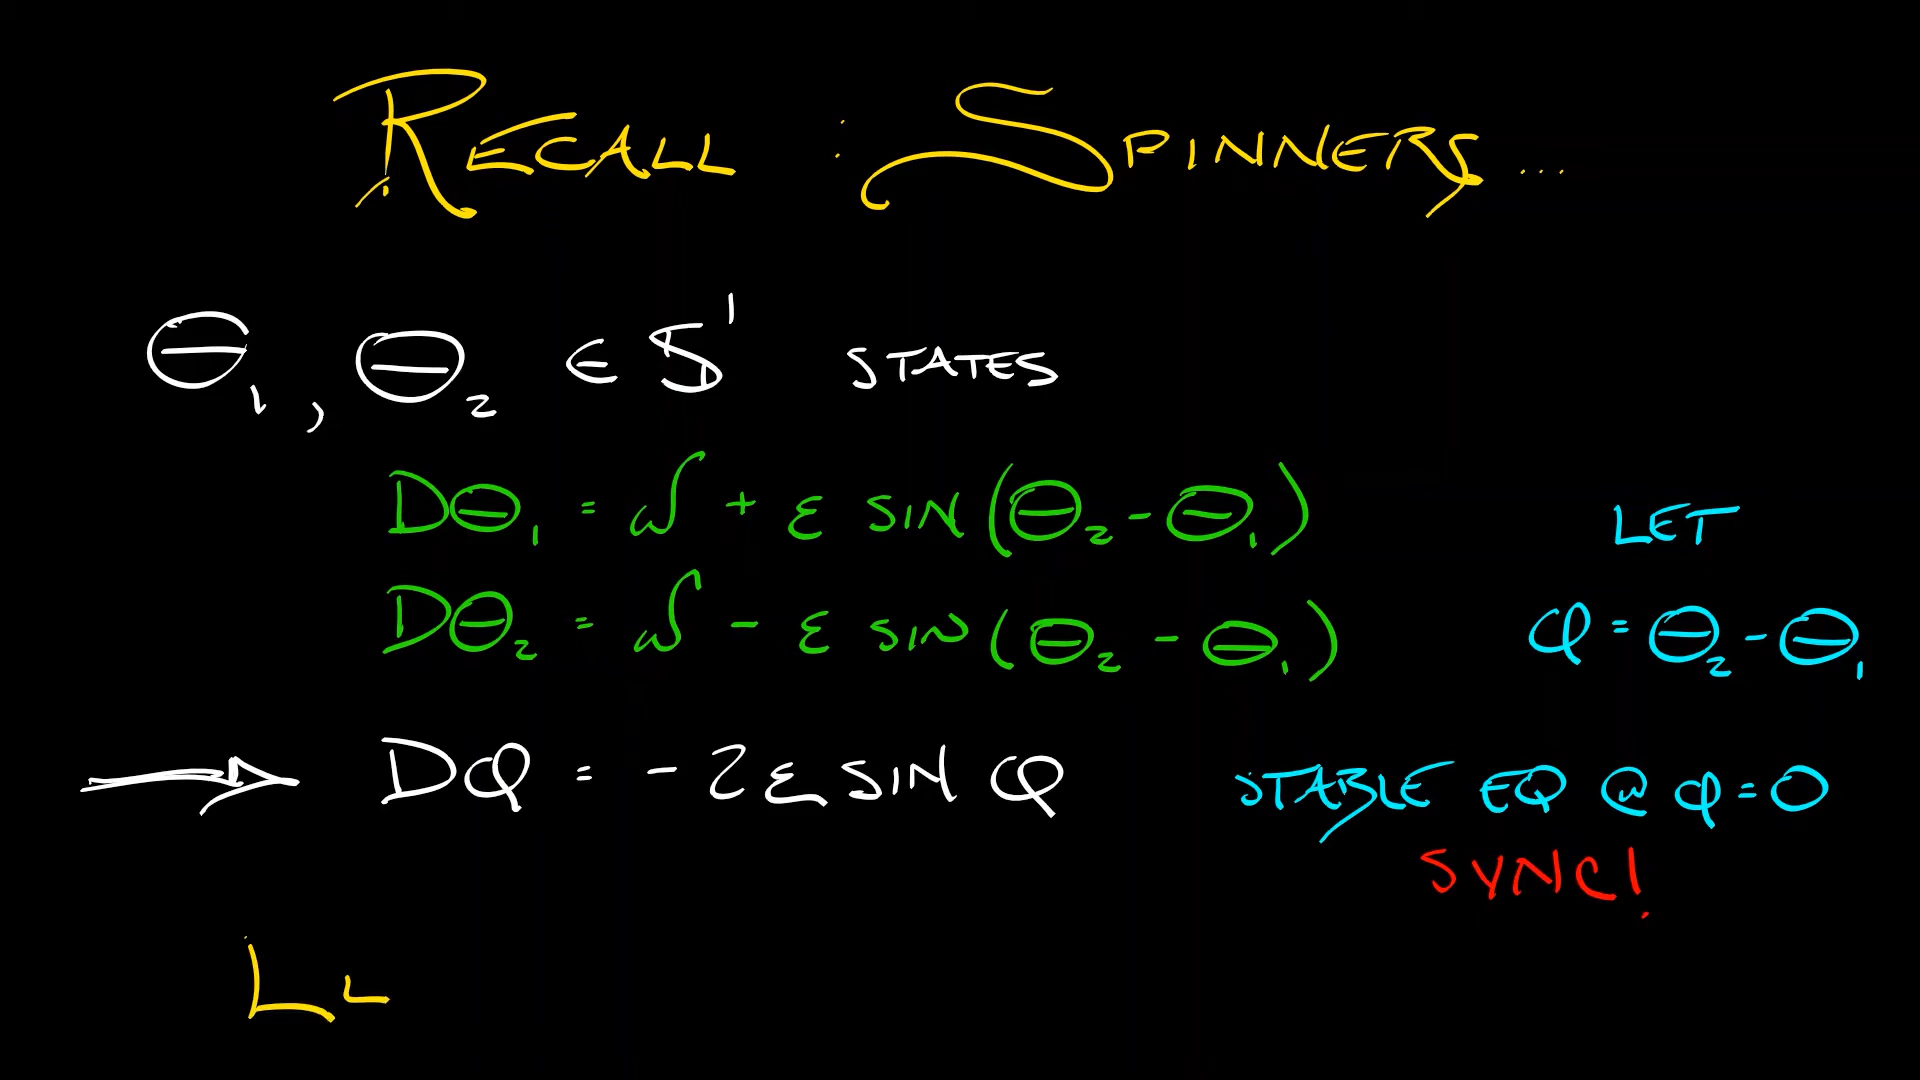 RECALL : SPINNERS...
Θ₁, Θ₂ ∈ S¹ STATES
DΘ₁ = ω + ε SIN(Θ₂ - Θ₁)
LET
DΘ₂ = ω - ε SIN(Θ₂ - Θ₁)
φ = Θ₂ - Θ₁
⇒ Dφ = -2ε SIN φ
STABLE EQ @ φ = 0
SYNC!